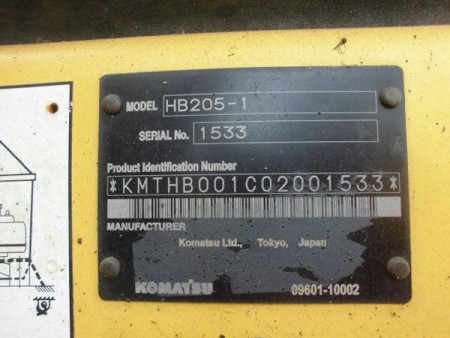 MODEL HB205-1
SERIAL No. 1533
Product Identification Number
*KMTHB001C02001533*
MANUFACTURER
Komatsu Ltd., Tokyo, Japan
KOMATSU 09601-10002